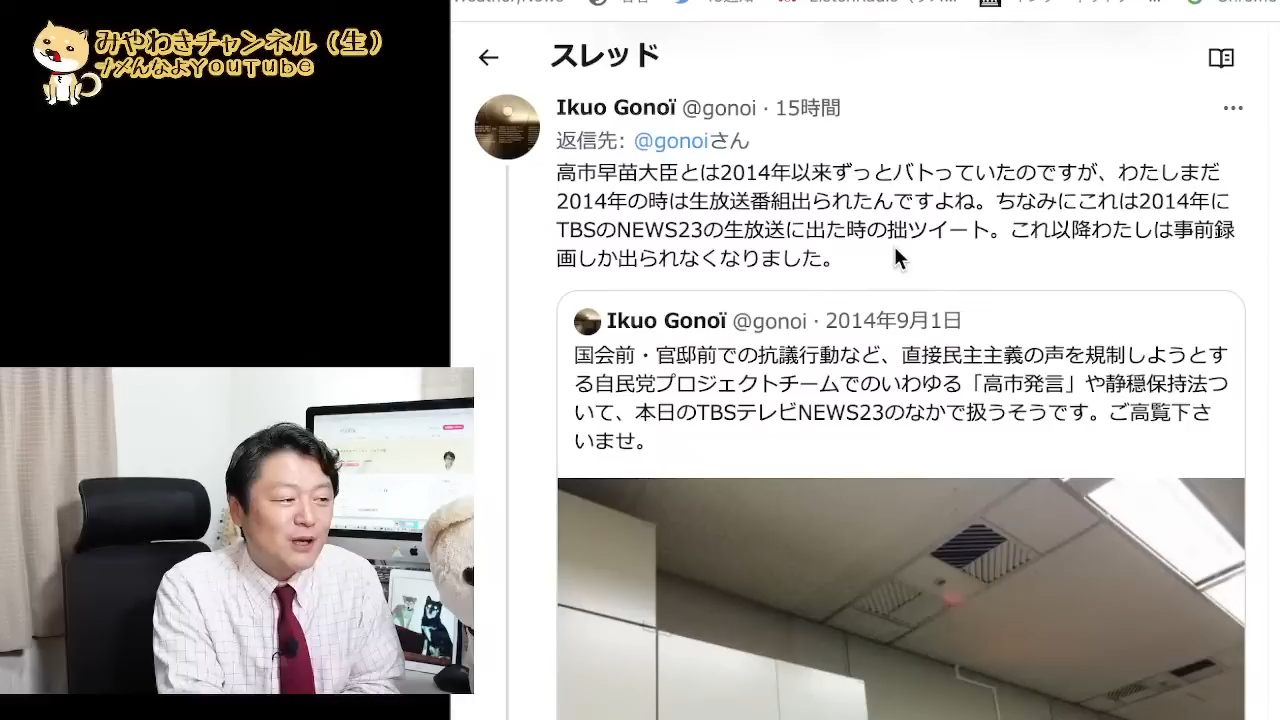 みやわきチャンネル（生）
ナメんなよYouTube
スレッド
Ikuo Gonoï @gonoi · 15時間
返信先: @gonoiさん
高市早苗大臣とは2014年以来ずっとバトっていたのですが、わたしまだ
2014年の時は生放送番組出られたんですよね。ちなみにこれは2014年に
TBSのNEWS23の生放送に出た時の拙ツイート。これ以降わたしは事前録
画しか出られなくなりました。
Ikuo Gonoï @gonoi · 2014年9月1日
国会前・官邸前での抗議行動など、直接民主主義の声を規制しようとす
る自民党プロジェクトチームでのいわゆる「高市発言」や静穏保持法つ
いて、本日のTBSテレビNEWS23のなかで扱うそうです。ご高覧下さ
いませ。